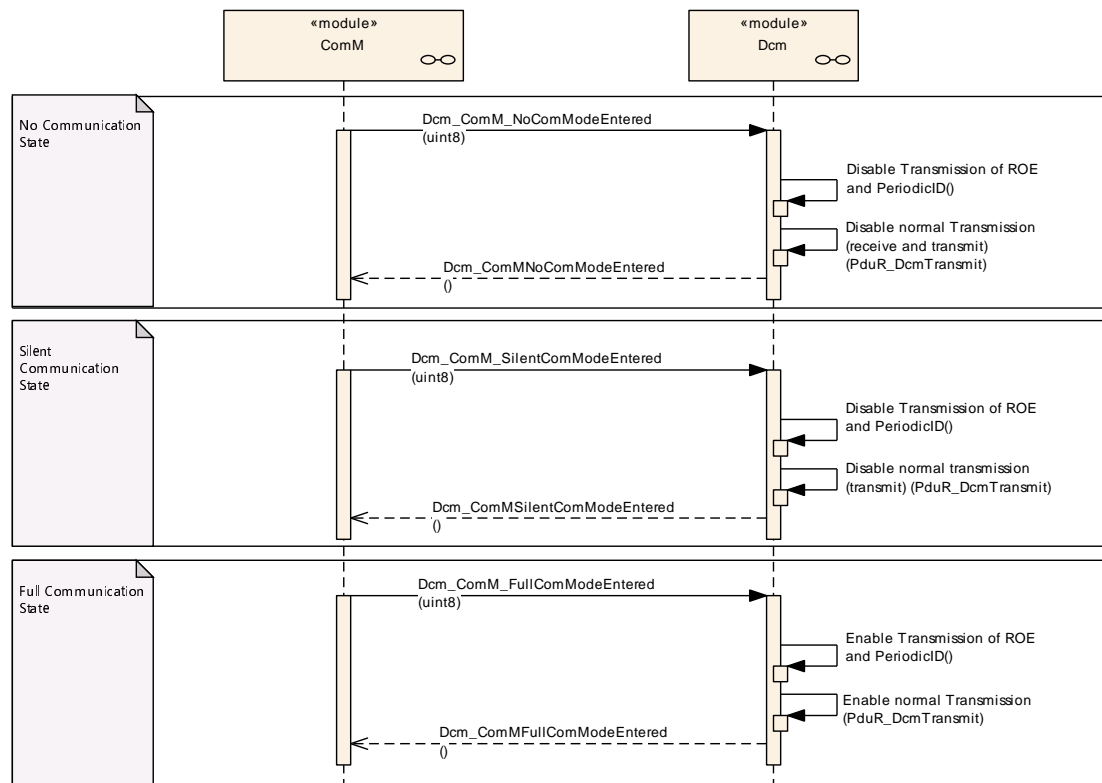 «module»
ComM
«module»
Dcm
No Communication
State
Dcm_ComM_NoComModeEntered
(uint8)
Disable Transmission of ROE
and PeriodicID()
Disable normal Transmission
(receive and transmit)
(PduR_DcmTransmit)
Dcm_ComMNoComModeEntered
()
Silent
Communication
State
Dcm_ComM_SilentComModeEntered
(uint8)
Disable Transmission of ROE
and PeriodicID()
Disable normal transmission
(transmit) (PduR_DcmTransmit)
Dcm_ComMSilentComModeEntered
()
Full Communication
State
Dcm_ComM_FullComModeEntered
(uint8)
Enable Transmission of ROE
and PeriodicID()
Enable normal Transmission
(PduR_DcmTransmit)
Dcm_ComMFullComModeEntered
()